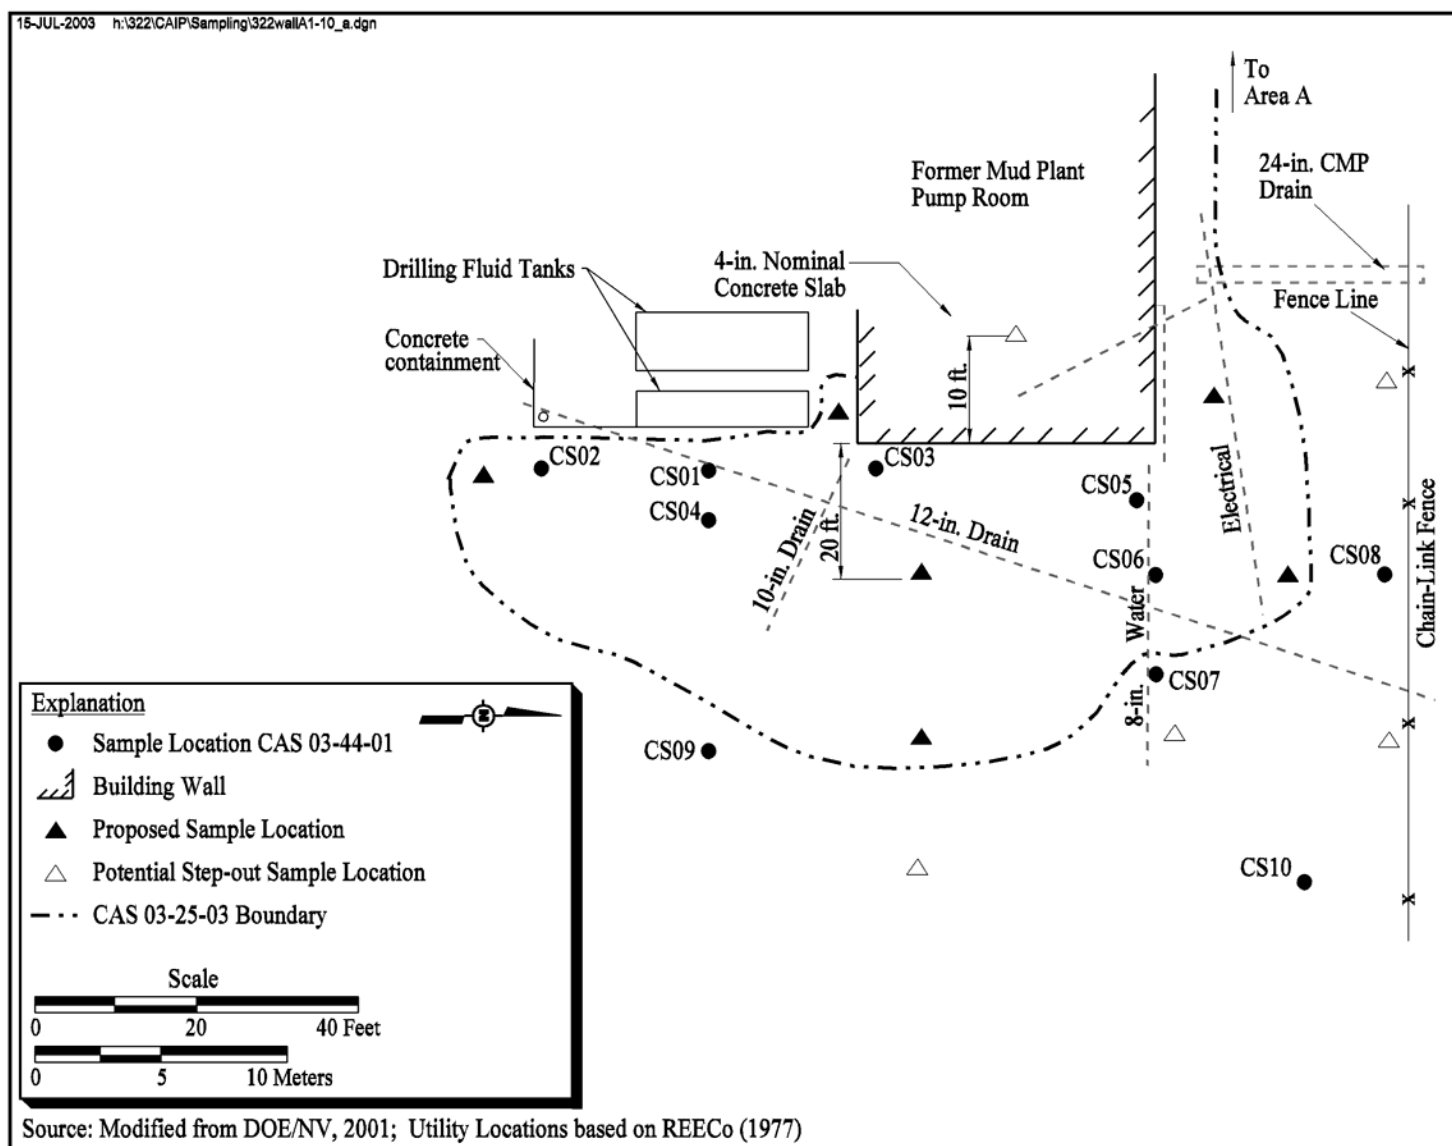 15-JUL-2003 h:\322\CAIP\Sampling\322wallA1-10_a.dgn
To
Area A
24-in. CMP
Drain
Former Mud Plant
Pump Room
Drilling Fluid Tanks
4-in. Nominal
Concrete Slab
Fence Line
Concrete
containment
10 ft.
CS02
CS01
CS03
CS05
CS04
10-in. Drain
20 ft.
12-in. Drain
Electrical
CS06
CS08
Water
8-in.
Chain-Link Fence
CS07
CS09
CS10
Explanation
N
Sample Location CAS 03-44-01
Building Wall
Proposed Sample Location
Potential Step-out Sample Location
CAS 03-25-03 Boundary
Scale
0 20 40 Feet
0 5 10 Meters
Source: Modified from DOE/NV, 2001; Utility Locations based on REECo (1977)